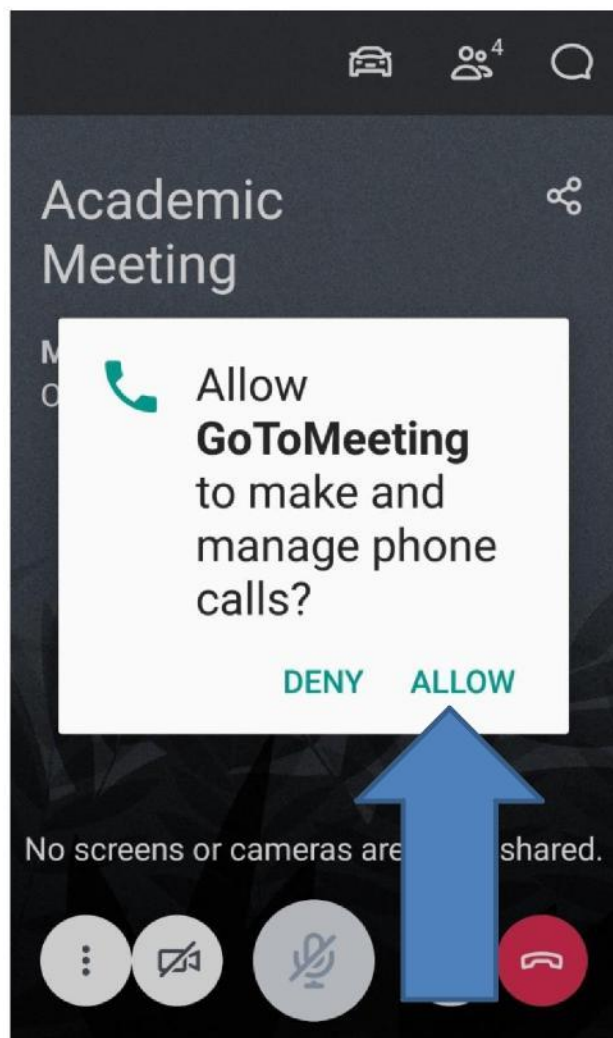 4
Academic
Meeting
M
Allow
GoToMeeting
to make and
manage phone
calls?
DENY ALLOW
No screens or cameras are shared.